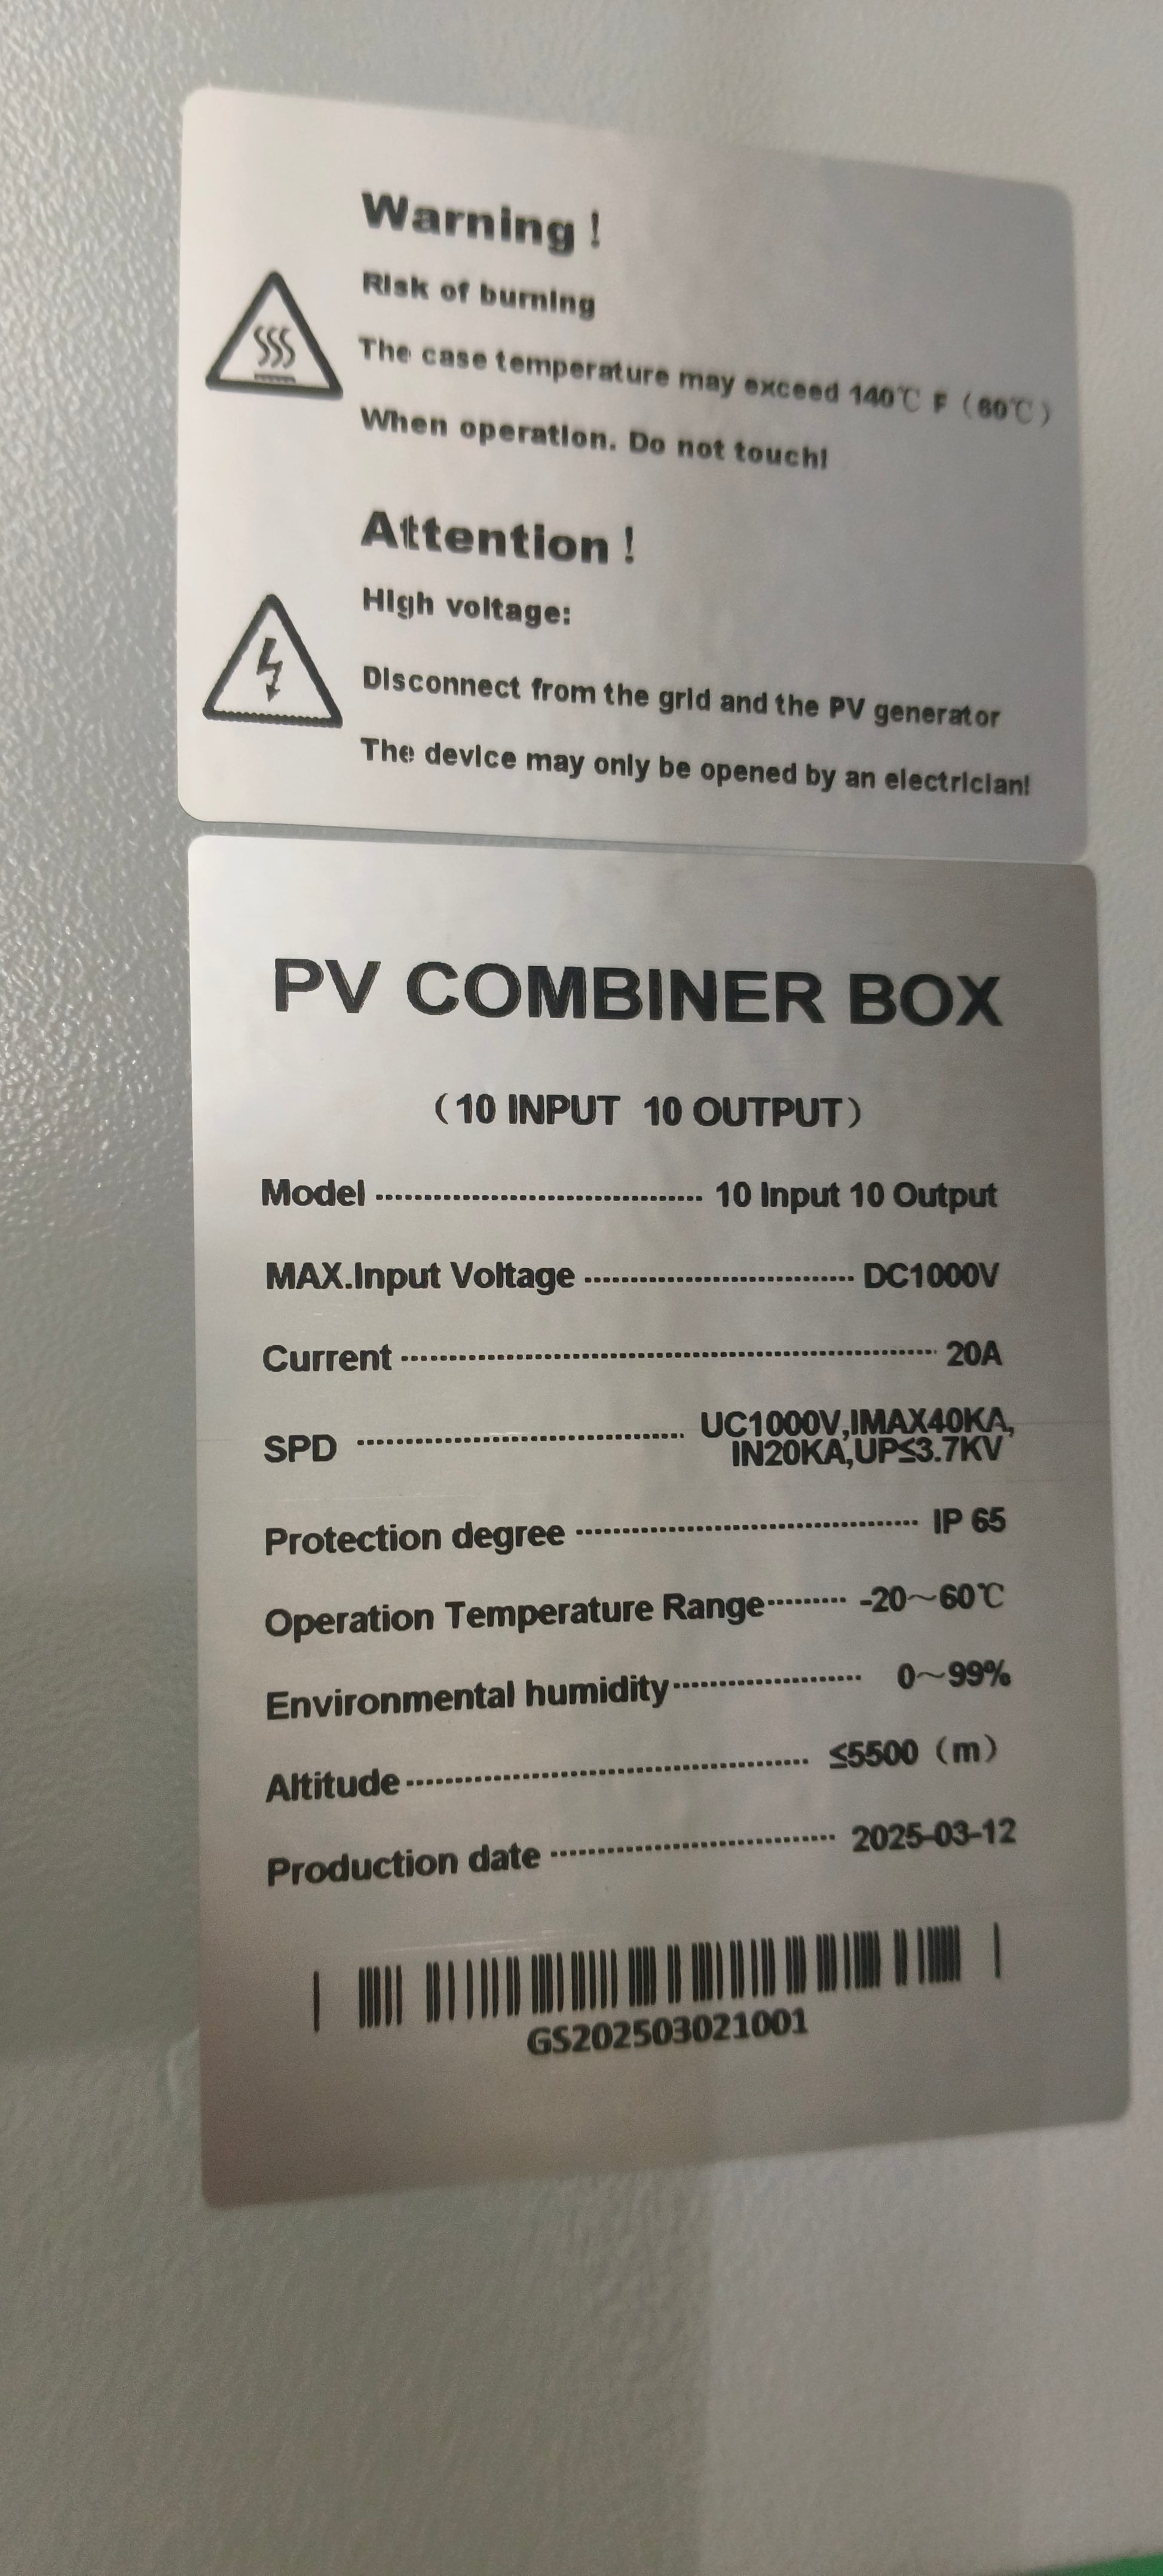 Warning！
Risk of burning
The case temperature may exceed 140℃ F（60℃）
When operation. Do not touch!
Attention！
High voltage:
Disconnect from the grid and the PV generator
The device may only be opened by an electrician!
PV COMBINER BOX
（10 INPUT 10 OUTPUT）
Model ································ 10 Input 10 Output
MAX.Input Voltage ···························· DC1000V
Current ···················································· 20A
SPD ································ UC1000V,IMAX40KA,
IN20KA,UP≤3.7KV
Protection degree ·································· IP 65
Operation Temperature Range········ -20～60℃
Environmental humidity·················· 0～99%
Altitude······································· ≤5500（m）
Production date ···························· 2025-03-12
GS202503021001